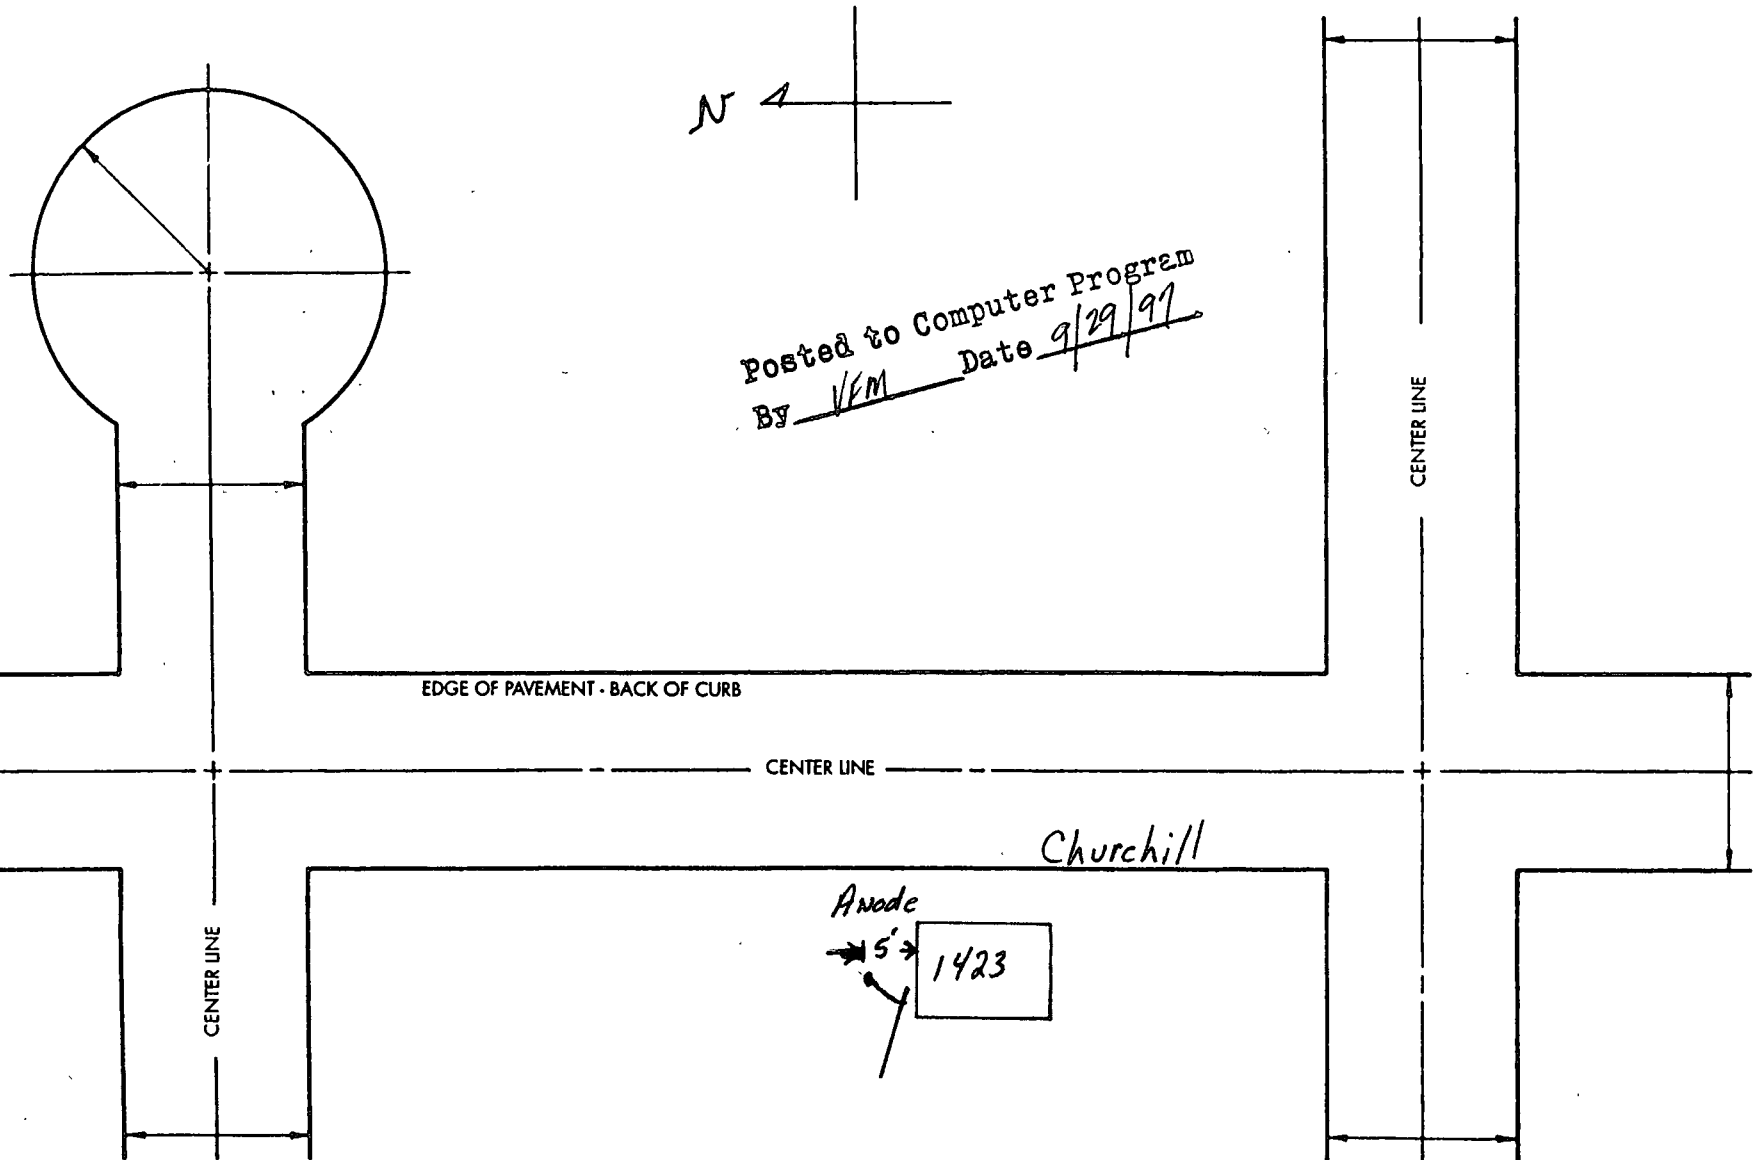 N
Posted to Computer Program
By VFM Date 9/29/97
CENTER LINE
EDGE OF PAVEMENT · BACK OF CURB
CENTER LINE
Churchill
Anode
5'
1423
CENTER LINE